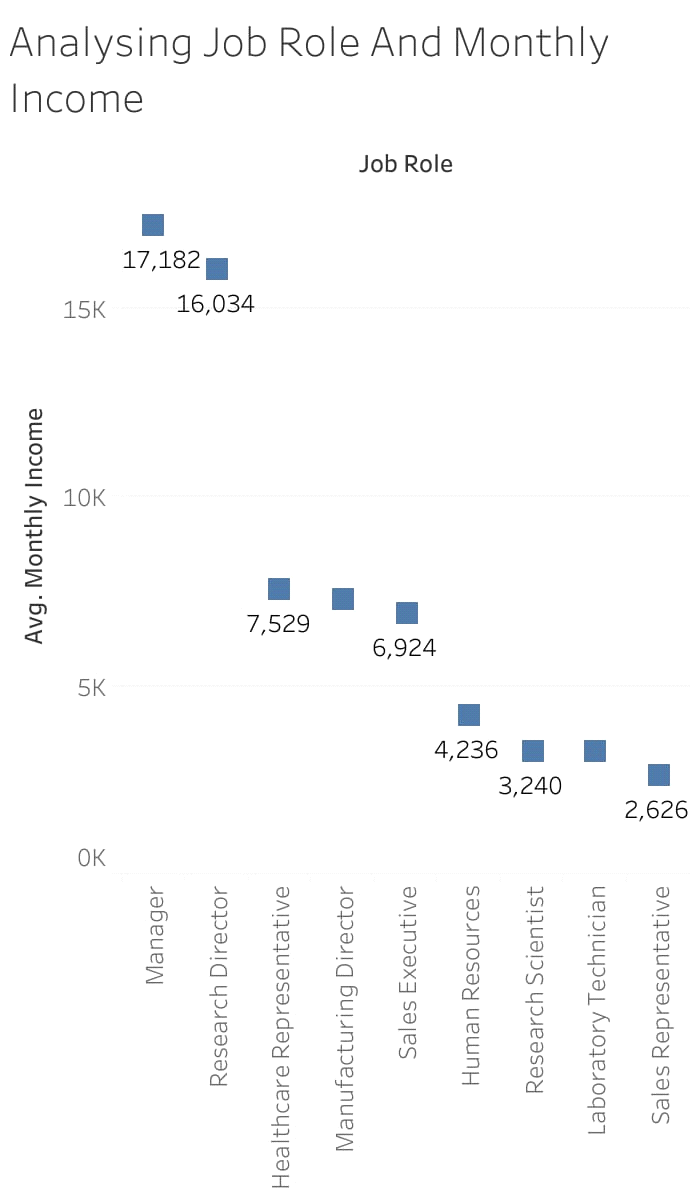 Analysing Job Role And Monthly
Income
Job Role
17,182
16,034
15K
Avg. Monthly Income
10K
7,529
6,924
5K
4,236
3,240
2,626
0K
Manager
Research Director
Healthcare Representative
Manufacturing Director
Sales Executive
Human Resources
Research Scientist
Laboratory Technician
Sales Representative